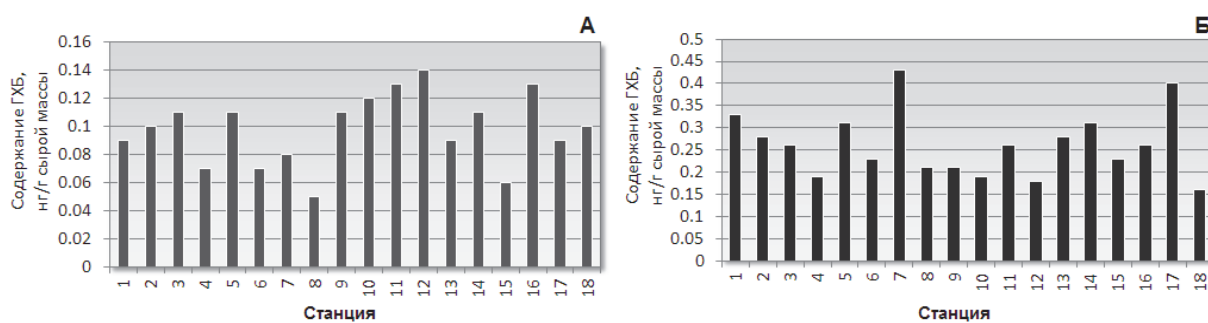 А
Содержание ГХБ,
нг/г сырой массы
0.16
0.14
0.12
0.1
0.08
0.06
0.04
0.02
0
1 2 3 4 5 6 7 8 9 10 11 12 13 14 15 16 17 18
Станция
Б
Содержание ГХБ,
нг/г сырой массы
0.5
0.45
0.4
0.35
0.3
0.25
0.2
0.15
0.1
0.05
0
1 2 3 4 5 6 7 8 9 10 11 12 13 14 15 16 17 18
Станция